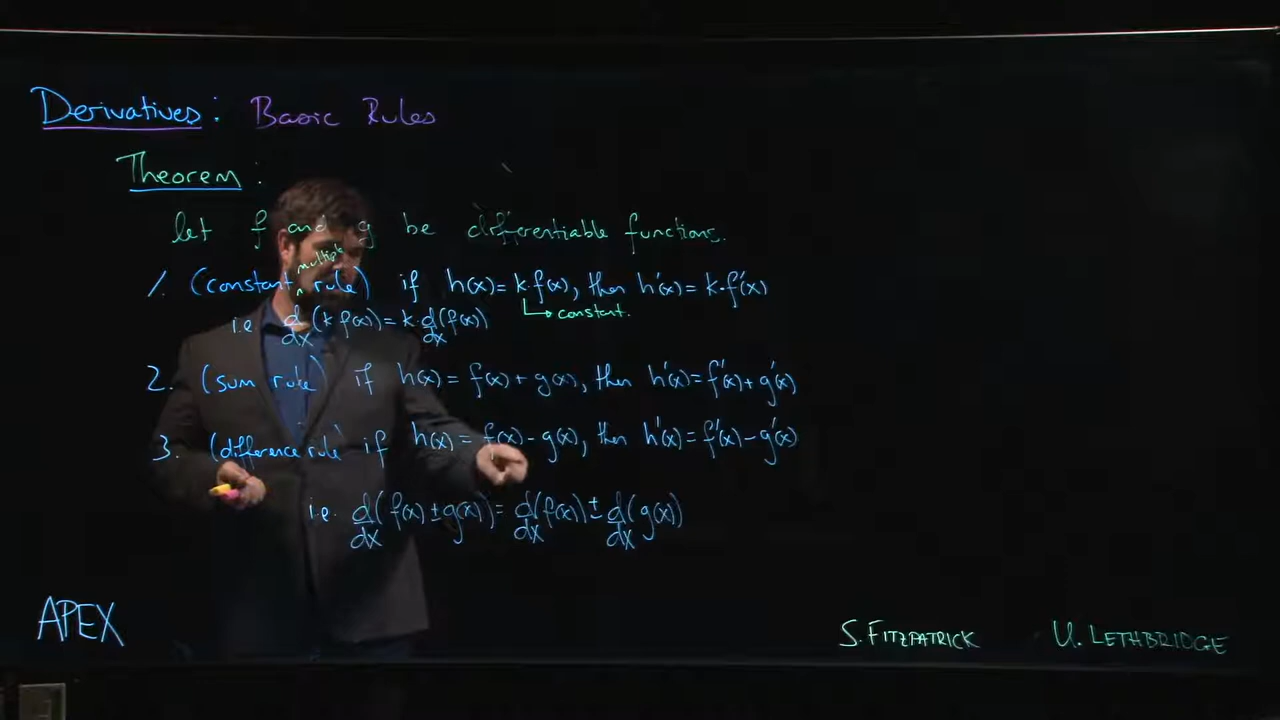 Derivatives: Basic Rules
Theorem:
let f and g be differentiable functions.
1. (constant multiple rule) if h(x) = k·f(x), then h'(x) = k·f'(x)
↳ constant.
i.e d/dx (k f(x)) = k·d/dx (f(x))
2. (sum rule) if h(x) = f(x) + g(x), then h'(x) = f'(x) + g'(x)
3. (difference rule) if h(x) = f(x) - g(x), then h'(x) = f'(x) - g'(x)
i.e. d/dx (f(x) ± g(x)) = d/dx (f(x)) ± d/dx (g(x))
APEX
S. FITZPATRICK U. LETHBRIDGE